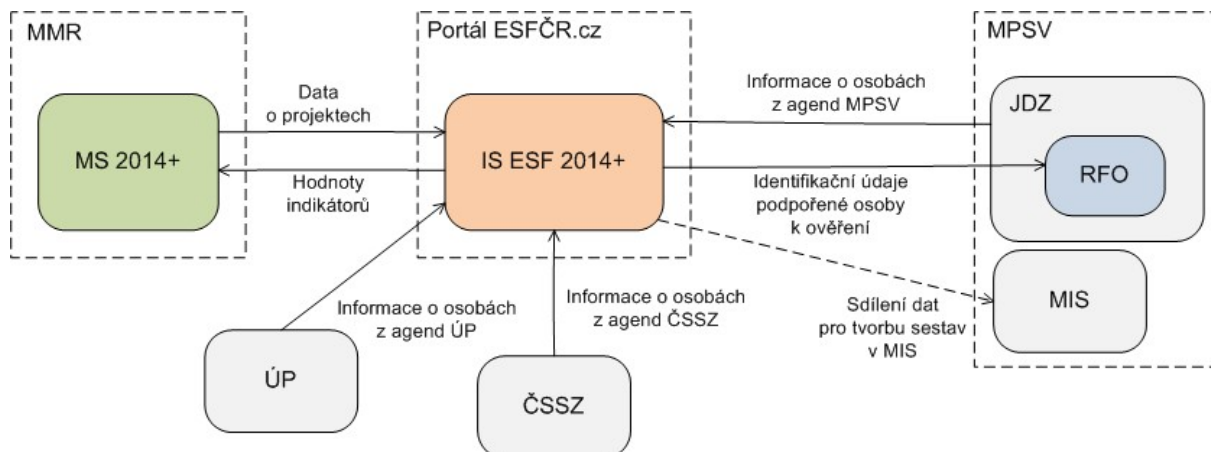 MMR
MS 2014+
Data
o projektech
Hodnoty
indikátorů
Portál ESFČR.cz
IS ESF 2014+
Informace o osobách
z agend MPSV
Identifikační údaje
podpořené osoby
k ověření
MPSV
JDZ
RFO
MIS
Sdílení dat
pro tvorbu sestav
v MIS
Informace o osobách
z agend ÚP
Informace o osobách
z agend ČSSZ
ÚP
ČSSZ